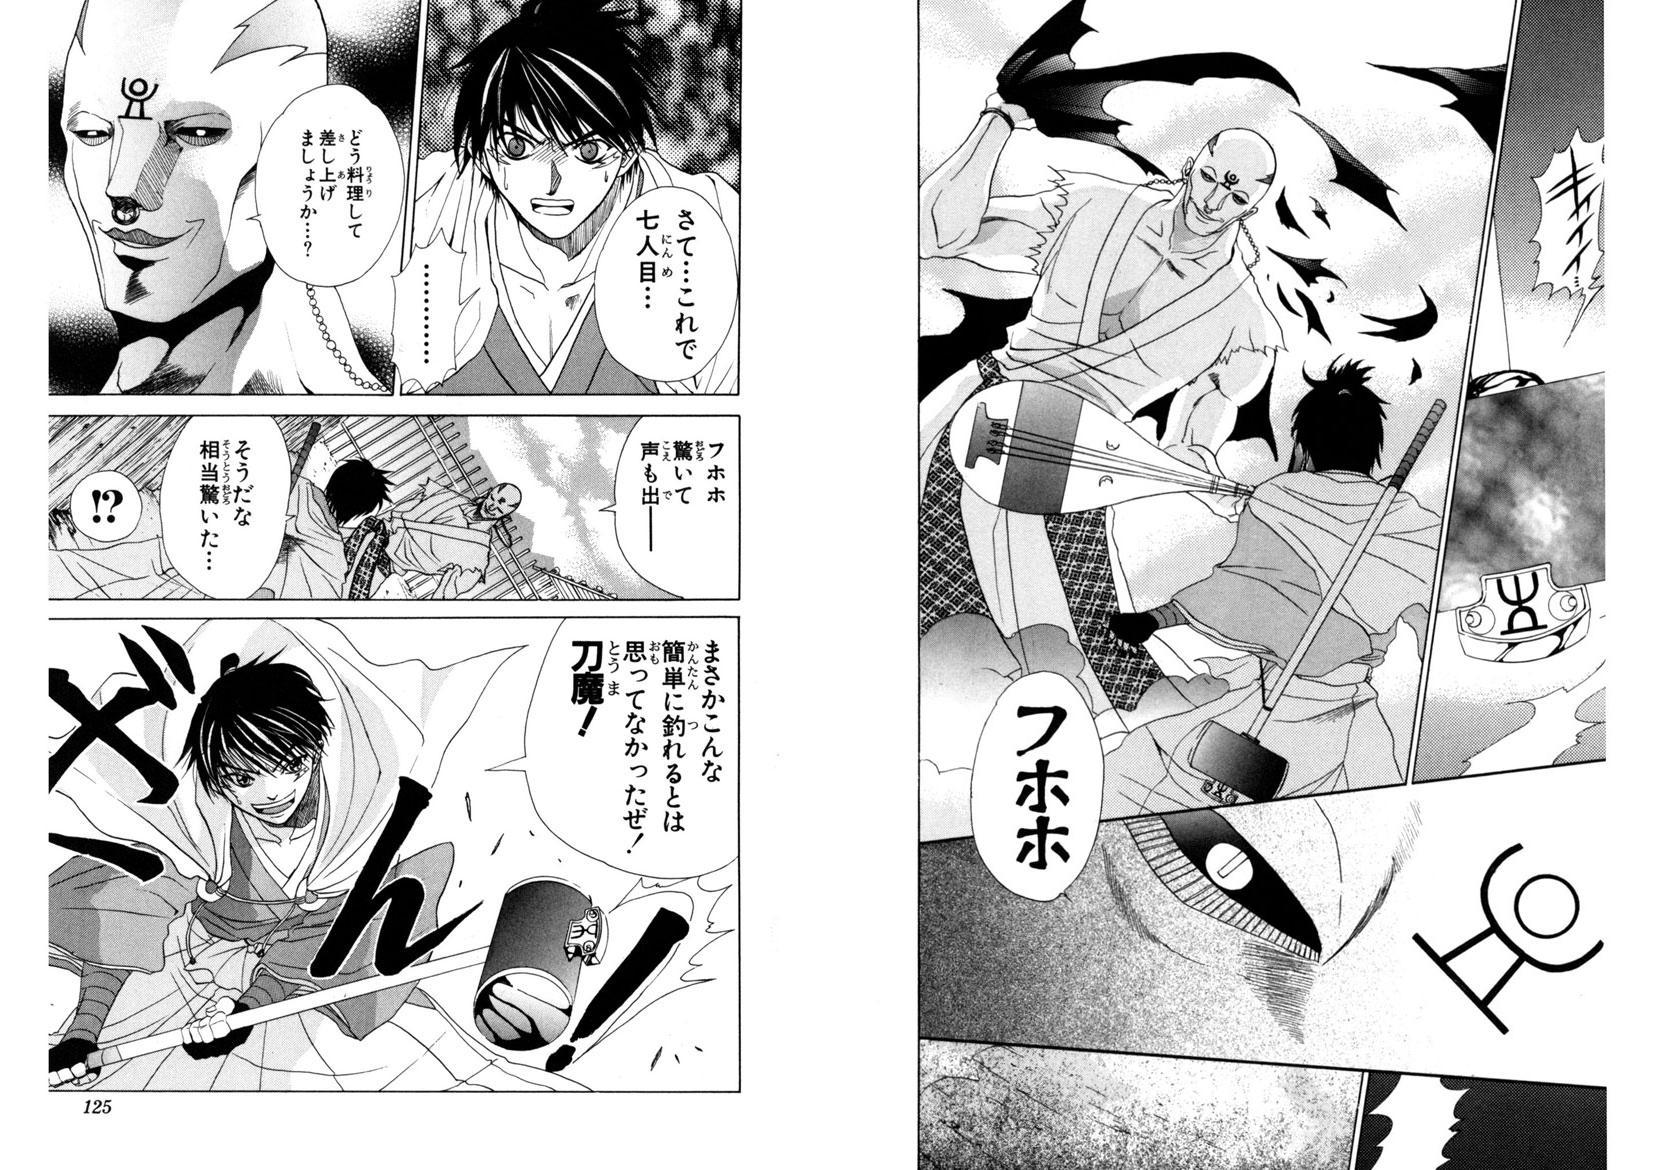 ギィィィ
フホホ
さて…これで
七人目…
…………
どう料理して
差し上げ
ましょうか…?
フホホ
驚いて
声も出――
そうだな
相当驚いた…
!?
まさかこんな
簡単に釣れるとは
思ってなかったぜ!
刀魔!
125